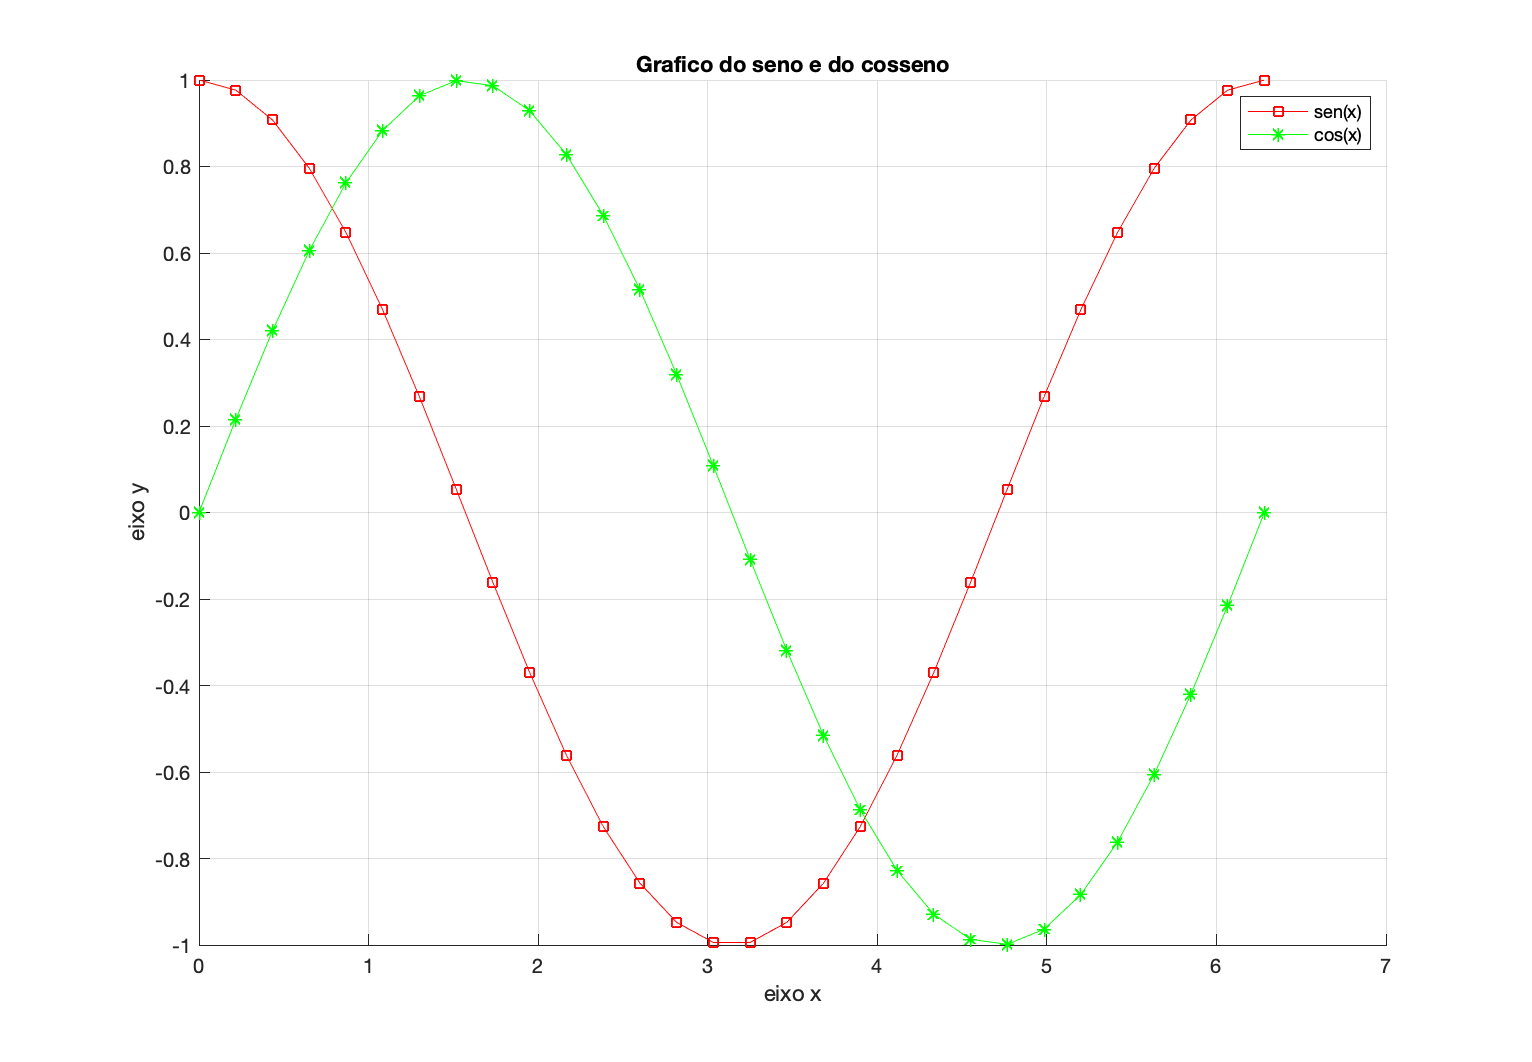 Grafico do seno e do cosseno
sen(x)
cos(x)
1
0.8
0.6
0.4
0.2
0
-0.2
-0.4
-0.6
-0.8
-1
eixo y
0 1 2 3 4 5 6 7
eixo x